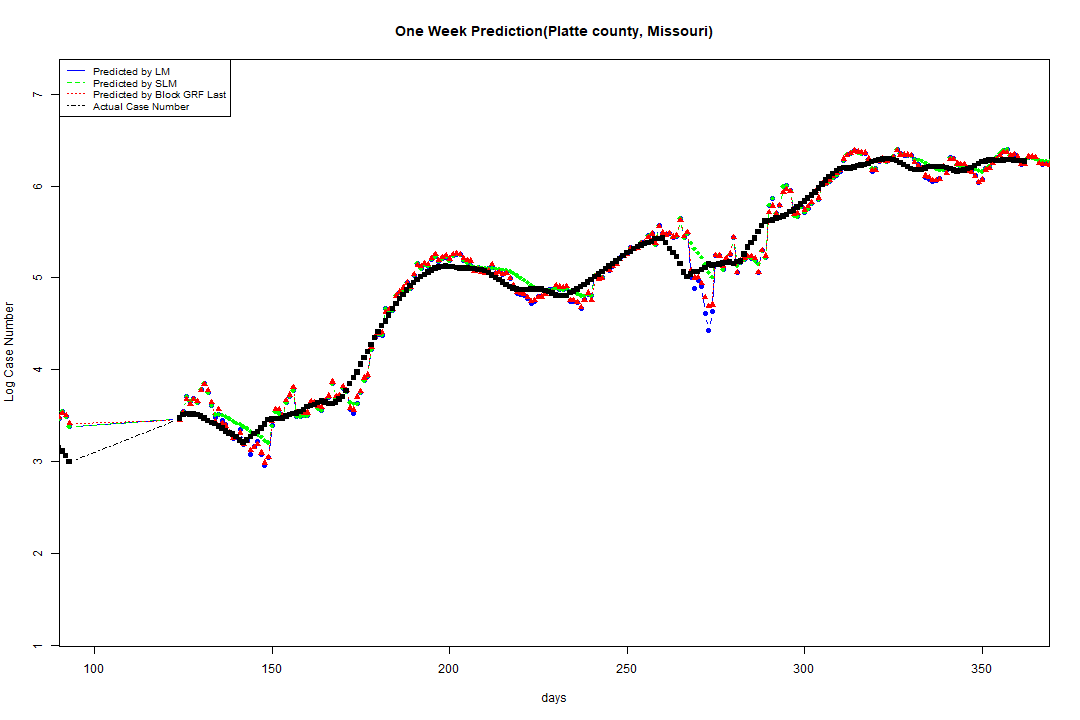 One Week Prediction(Platte county, Missouri)
Predicted by LM
Predicted by SLM
Predicted by Block GRF Last
Actual Case Number
7
6
5
4
3
2
1
Log Case Number
100 150 200 250 300 350
days